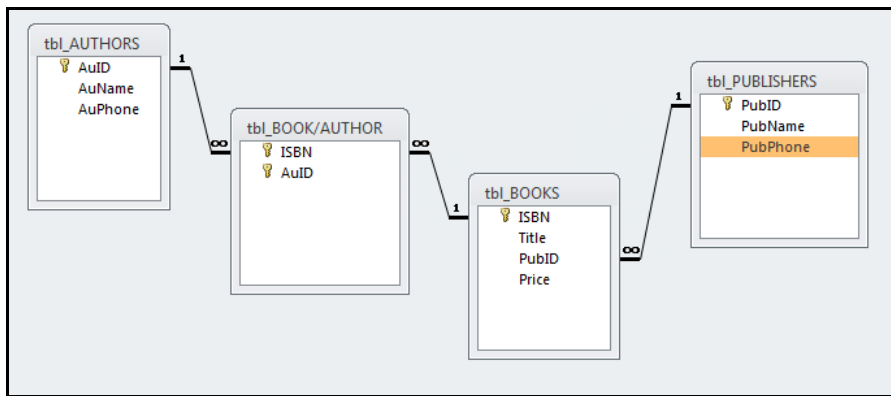 tbl_AUTHORS
AuID
AuName
AuPhone
1
∞
tbl_BOOK/AUTHOR
ISBN
AuID
∞
1
tbl_BOOKS
ISBN
Title
PubID
Price
∞
1
tbl_PUBLISHERS
PubID
PubName
PubPhone